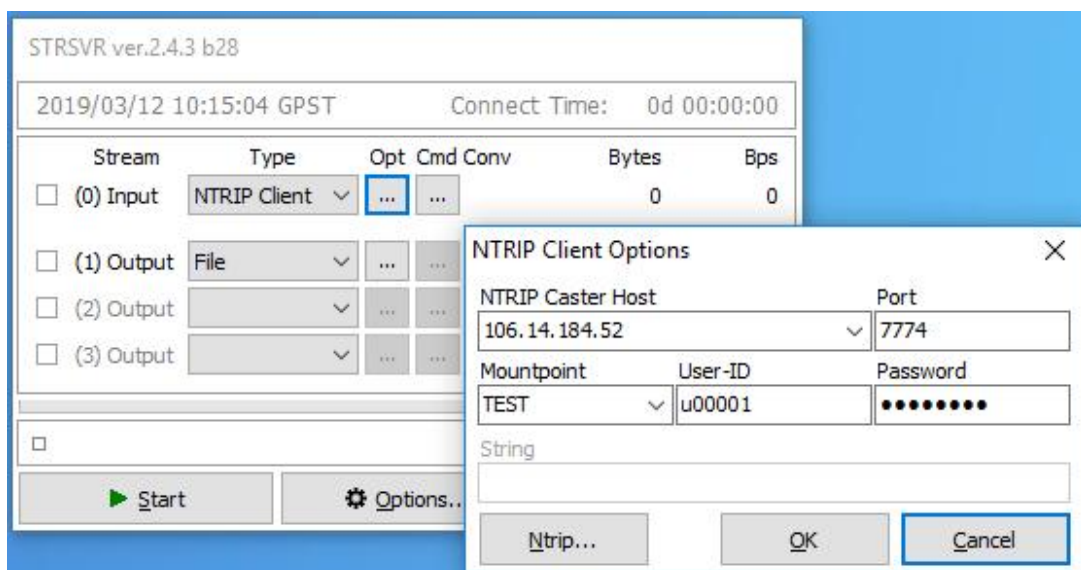 STRSVR ver.2.4.3 b28
2019/03/12 10:15:04 GPST Connect Time: 0d 00:00:00
Stream Type Opt Cmd Conv Bytes Bps
(0) Input NTRIP Client ... ... 0 0
(1) Output File ... ...
(2) Output ... ...
(3) Output ... ...
Start Options..
NTRIP Client Options
NTRIP Caster Host Port
106.14.184.52 7774
Mountpoint User-ID Password
TEST u00001 ●●●●●●●●
String
Ntrip... OK Cancel